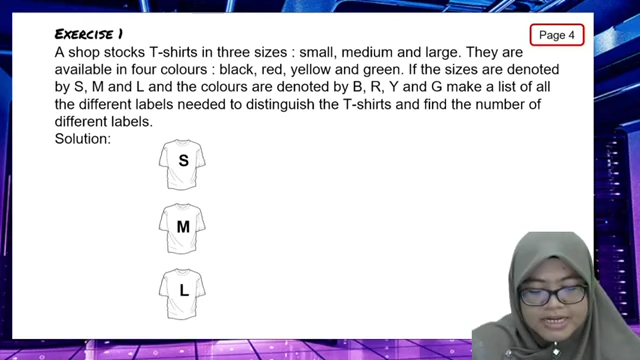 Exercise 1
Page 4
A shop stocks T-shirts in three sizes : small, medium and large. They are
available in four colours : black, red, yellow and green. If the sizes are denoted
by S, M and L and the colours are denoted by B, R, Y and G make a list of all
the different labels needed to distinguish the T-shirts and find the number of
different labels.
Solution:
S
M
L